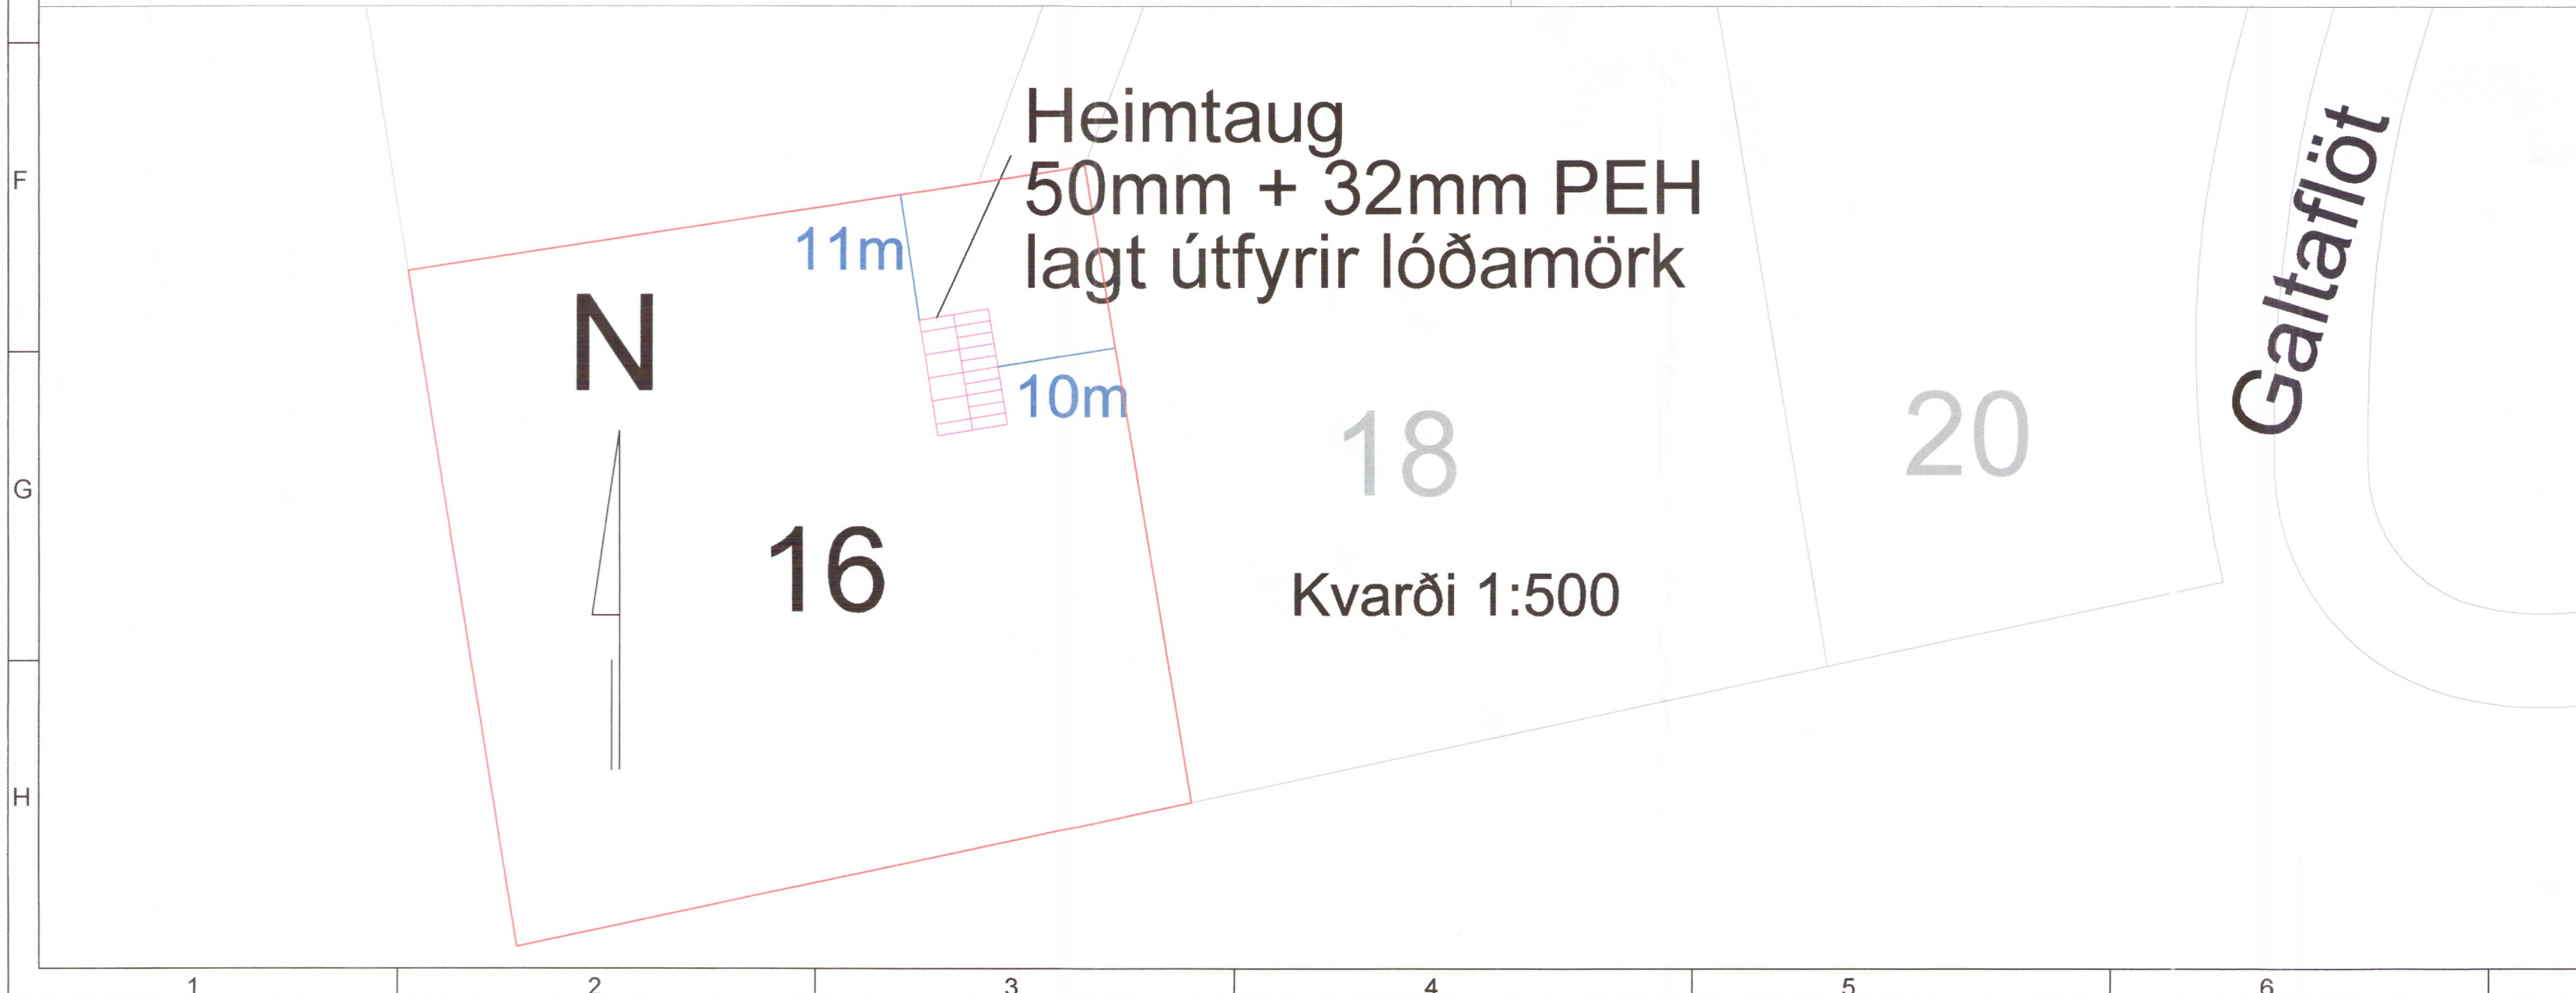 Heimtaug
50mm + 32mm PEH
lagt útfyrir lóðamörk
11m
10m
N
16
18
20
Kvarði 1:500
Galtaflöt
F
G
H
1 2 3 4 5 6